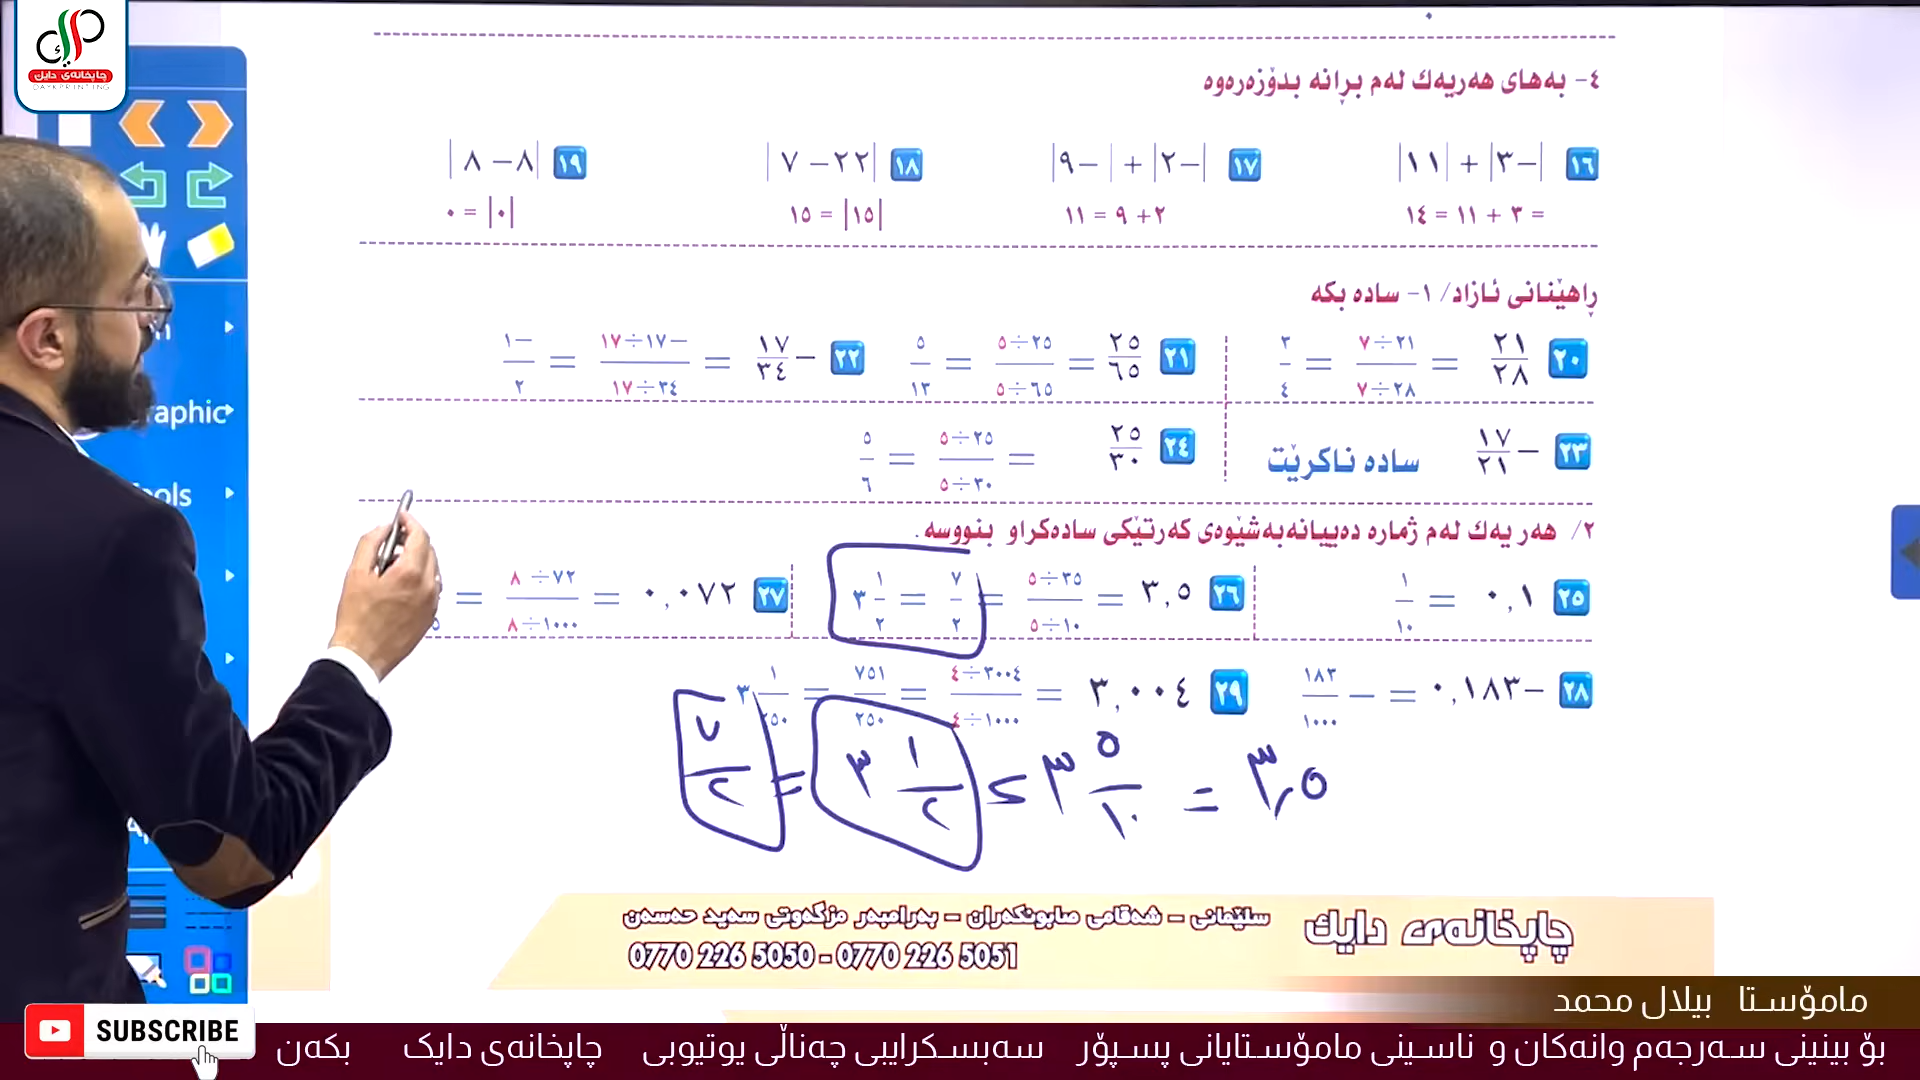 چاپخانەی دایك
DAYK PRINTING
٤- بەهای هەریەك لەم بڕانە بدۆزەرەوە
١٦ |-٣| + |١١|
= ٣ + ١١ = ١٤
١٧ |-٢| + |-٩|
٢+ ٩ = ١١
١٨ |٢٢– ٧|
|١٥| = ١٥
١٩ |٨– ٨|
|٠| = ٠
ڕاهێنانی ئازاد/ ١- سادە بکە
٢٠ ٢١/٢٨ = ٢١÷٧/٢٨÷٧ = ٣/٤
٢١ ٢٥/٦٥ = ٢٥÷٥/٦٥÷٥ = ٥/١٣
٢٢ –١٧/٣٤ = –١٧÷١٧/٣٤÷١٧ = –١/٢
٢٣ –١٧/٢١ سادە ناکرێت
٢٤ ٢٥/٣٠ = ٢٥÷٥/٣٠÷٥ = ٥/٦
٢/ هەر یەك لەم ژمارە دەییانەبەشێوەی کەرتێکی سادەکراو بنووسە.
٢٥ ٠,١ = ١/١٠
٢٦ ٣,٥ = ٣٥÷٥/١٠÷٥ = ٧/٢ = ٣ ١/٢
٢٧ ٠,٠٧٢ = ٧٢÷٨/١٠٠٠÷٨ =
٢٨ –٠,١٨٣ = –١٨٣/١٠٠٠
٢٩ ٣,٠٠٤ = ٣٠٠٤÷٤/١٠٠٠÷٤ = ٧٥١/٢٥٠ = ٣ ١/٢٥٠
٣,٥ = ٣ ٥/١٠ = ٣ ١/٢ = ٧/٢
چاپخانەی دایك
سلێمانی - شەقامی صابونکەران - بەرامبەر مزگەوتی سەید حەسەن
0770 226 5050 - 0770 226 5051
مامۆستا بیلال محمد
SUBSCRIBE
بۆ بینینی سەرجەم وانەکان و ناسینی مامۆستایانی پسپۆر سەبسکرایبی چەناڵی یوتیوبی چاپخانەی دایک بکەن